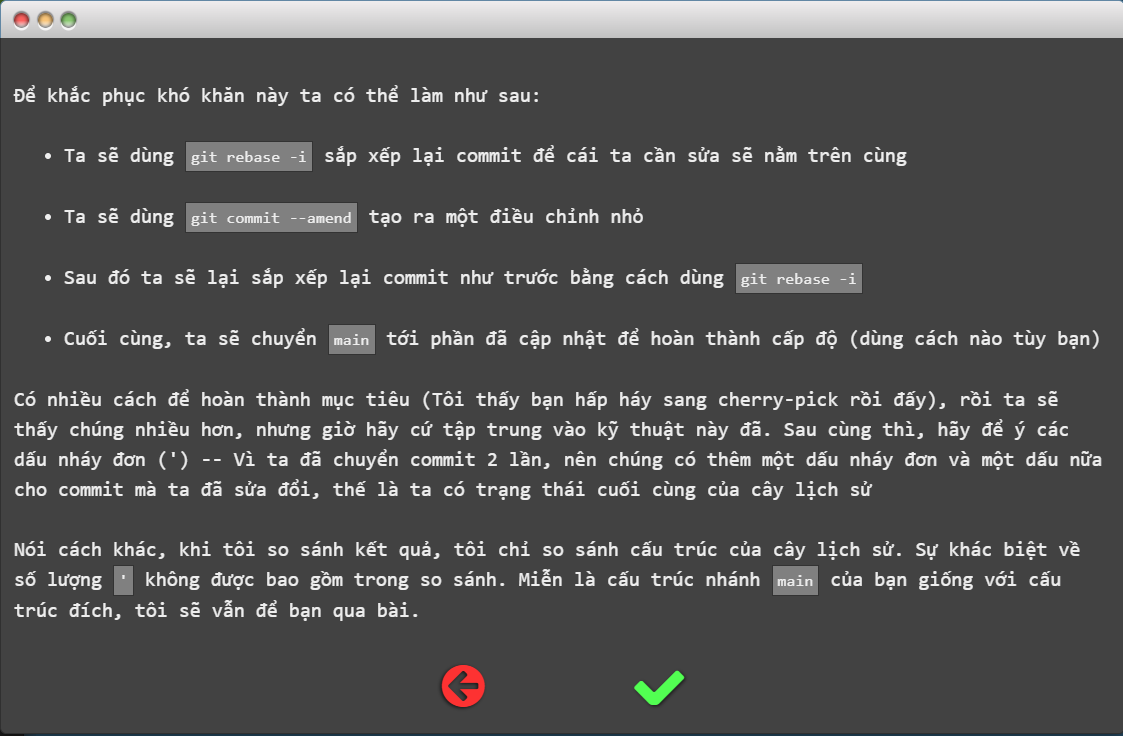 Để khắc phục khó khăn này ta có thể làm như sau:
• Ta sẽ dùng git rebase -i sắp xếp lại commit để cái ta cần sửa sẽ nằm trên cùng
• Ta sẽ dùng git commit --amend tạo ra một điều chỉnh nhỏ
• Sau đó ta sẽ lại sắp xếp lại commit như trước bằng cách dùng git rebase -i
• Cuối cùng, ta sẽ chuyển main tới phần đã cập nhật để hoàn thành cấp độ (dùng cách nào tùy bạn)
Có nhiều cách để hoàn thành mục tiêu (Tôi thấy bạn hấp háy sang cherry-pick rồi đấy), rồi ta sẽ
thấy chúng nhiều hơn, nhưng giờ hãy cứ tập trung vào kỹ thuật này đã. Sau cùng thì, hãy để ý các
dấu nháy đơn (') -- Vì ta đã chuyển commit 2 lần, nên chúng có thêm một dấu nháy đơn và một dấu nữa
cho commit mà ta đã sửa đổi, thế là ta có trạng thái cuối cùng của cây lịch sử
Nói cách khác, khi tôi so sánh kết quả, tôi chỉ so sánh cấu trúc của cây lịch sử. Sự khác biệt về
số lượng ' không được bao gồm trong so sánh. Miễn là cấu trúc nhánh main của bạn giống với cấu
trúc đích, tôi sẽ vẫn để bạn qua bài.